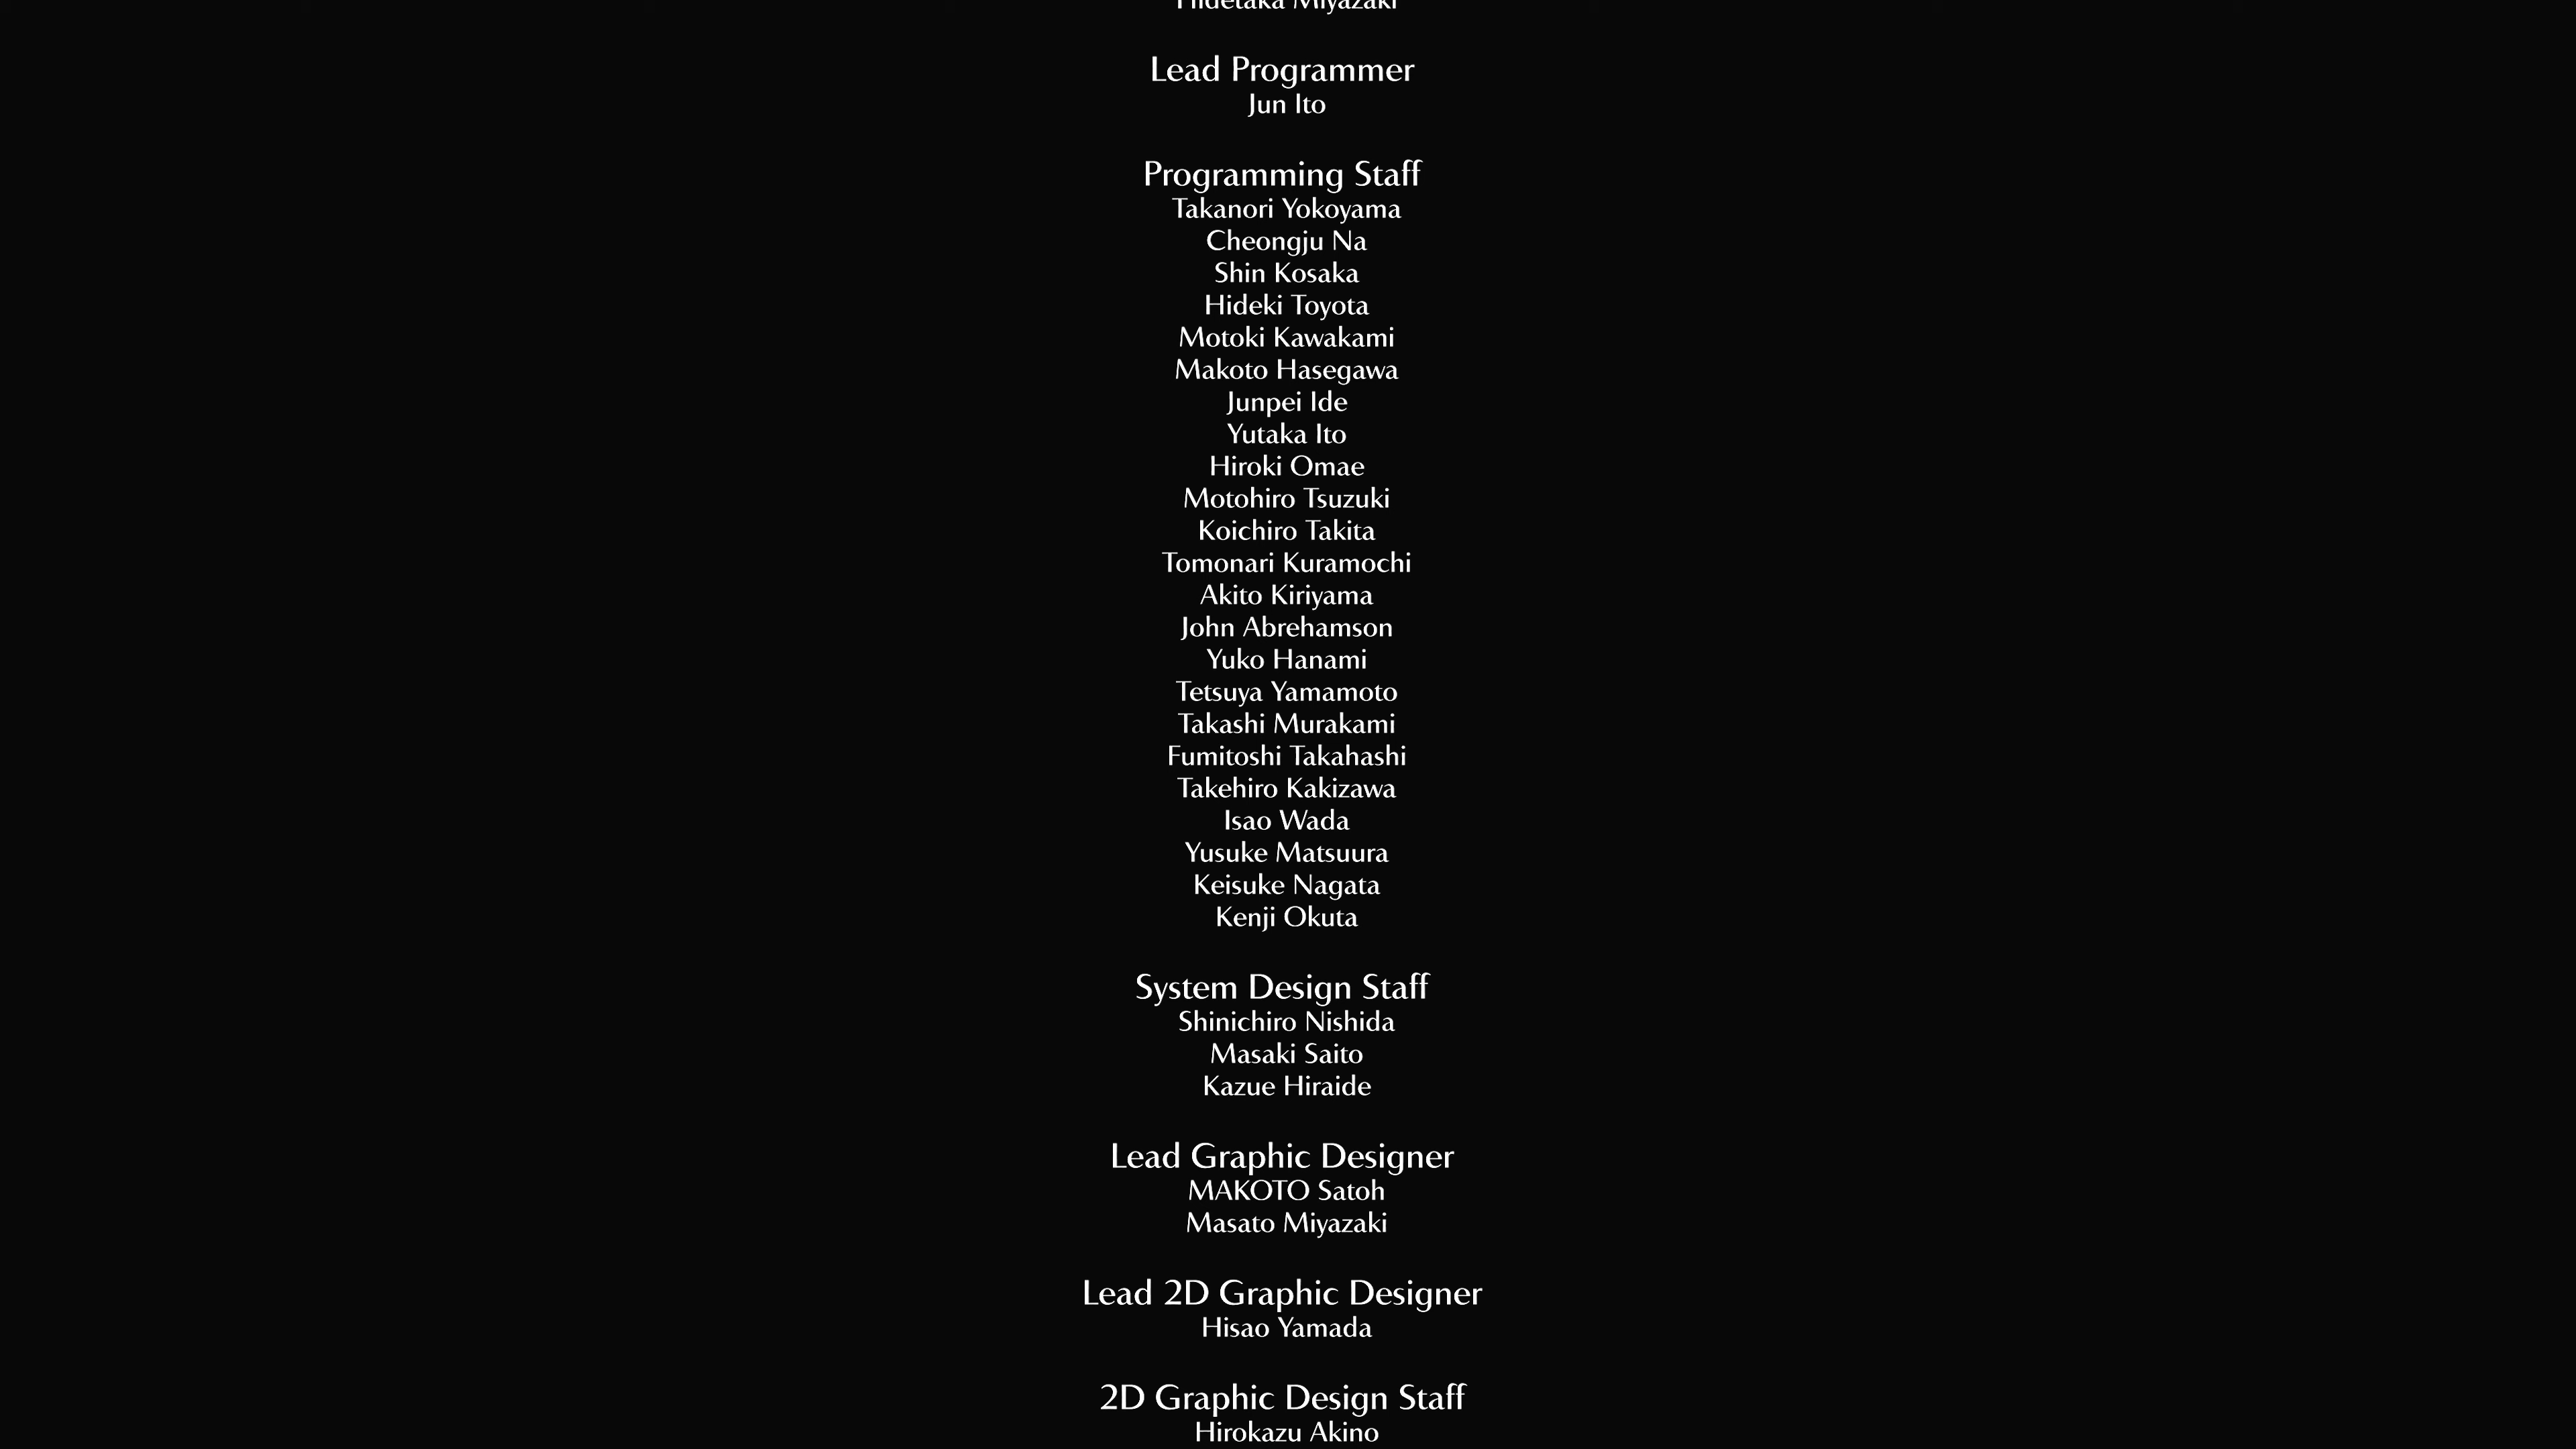 Hidetaka Miyazaki
Lead Programmer
Jun Ito
Programming Staff
Takanori Yokoyama
Cheongju Na
Shin Kosaka
Hideki Toyota
Motoki Kawakami
Makoto Hasegawa
Junpei Ide
Yutaka Ito
Hiroki Omae
Motohiro Tsuzuki
Koichiro Takita
Tomonari Kuramochi
Akito Kiriyama
John Abrehamson
Yuko Hanami
Tetsuya Yamamoto
Takashi Murakami
Fumitoshi Takahashi
Takehiro Kakizawa
Isao Wada
Yusuke Matsuura
Keisuke Nagata
Kenji Okuta
System Design Staff
Shinichiro Nishida
Masaki Saito
Kazue Hiraide
Lead Graphic Designer
MAKOTO Satoh
Masato Miyazaki
Lead 2D Graphic Designer
Hisao Yamada
2D Graphic Design Staff
Hirokazu Akino